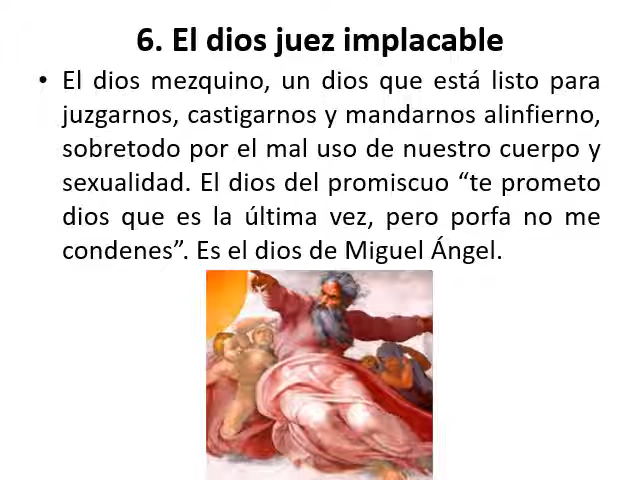 6. El dios juez implacable
• El dios mezquino, un dios que está listo para
juzgarnos, castigarnos y mandarnos alinfierno,
sobretodo por el mal uso de nuestro cuerpo y
sexualidad. El dios del promiscuo “te prometo
dios que es la última vez, pero porfa no me
condenes”. Es el dios de Miguel Ángel.